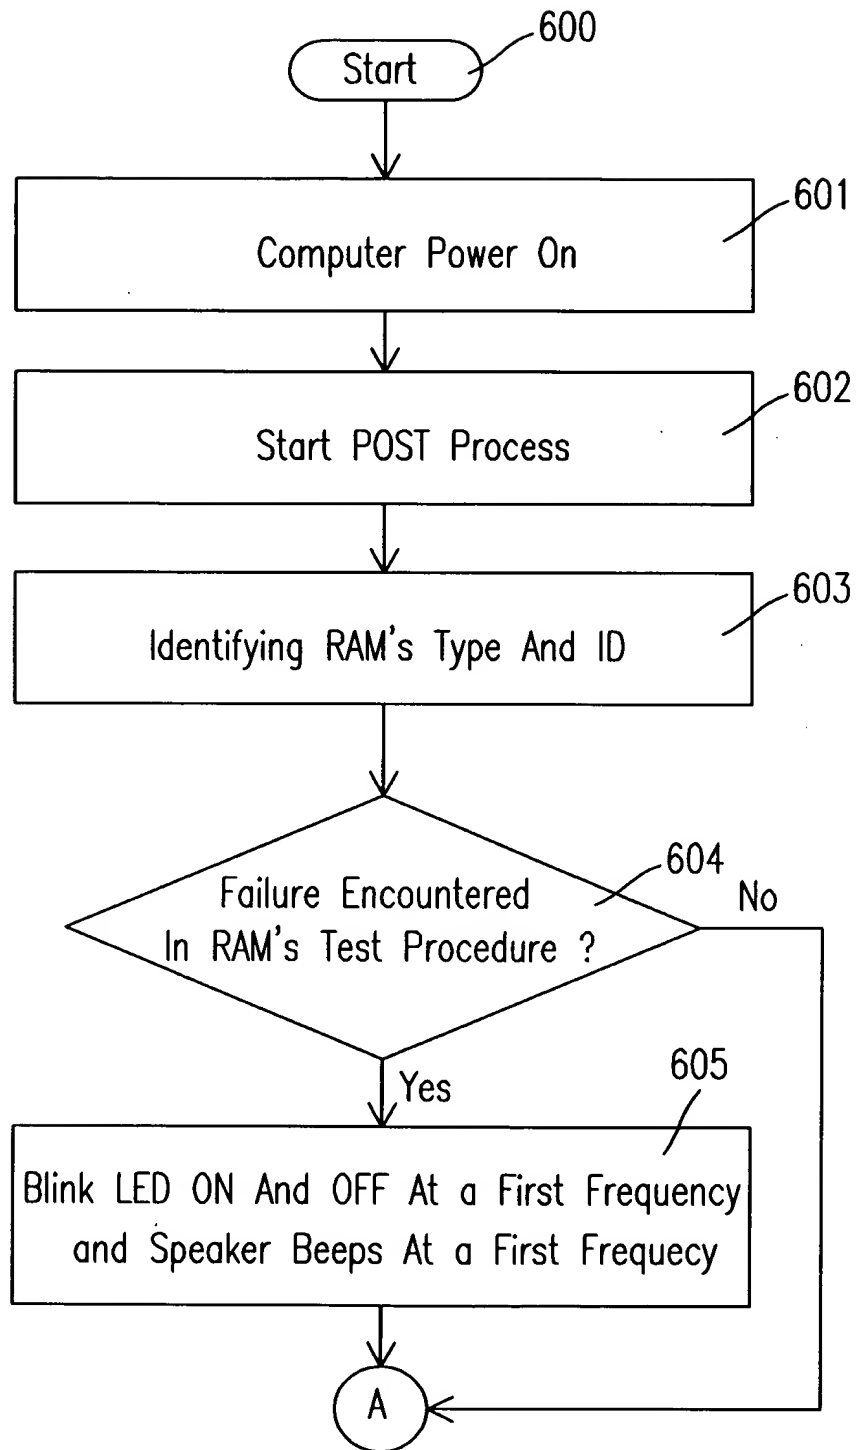 600
Start
601
Computer Power On
602
Start POST Process
603
Identifying RAM's Type And ID
604
Failure Encountered
In RAM's Test Procedure ?
No
Yes
605
Blink LED ON And OFF At a First Frequency
and Speaker Beeps At a First Frequecy
A